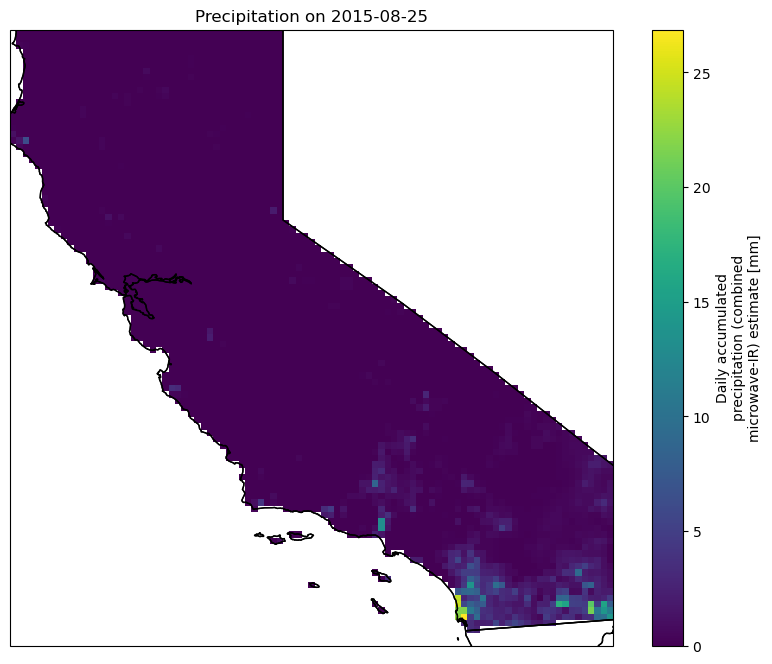 Precipitation on 2015-08-25
25
20
15
10
5
0
Daily accumulated
precipitation (combined
microwave-IR) estimate [mm]